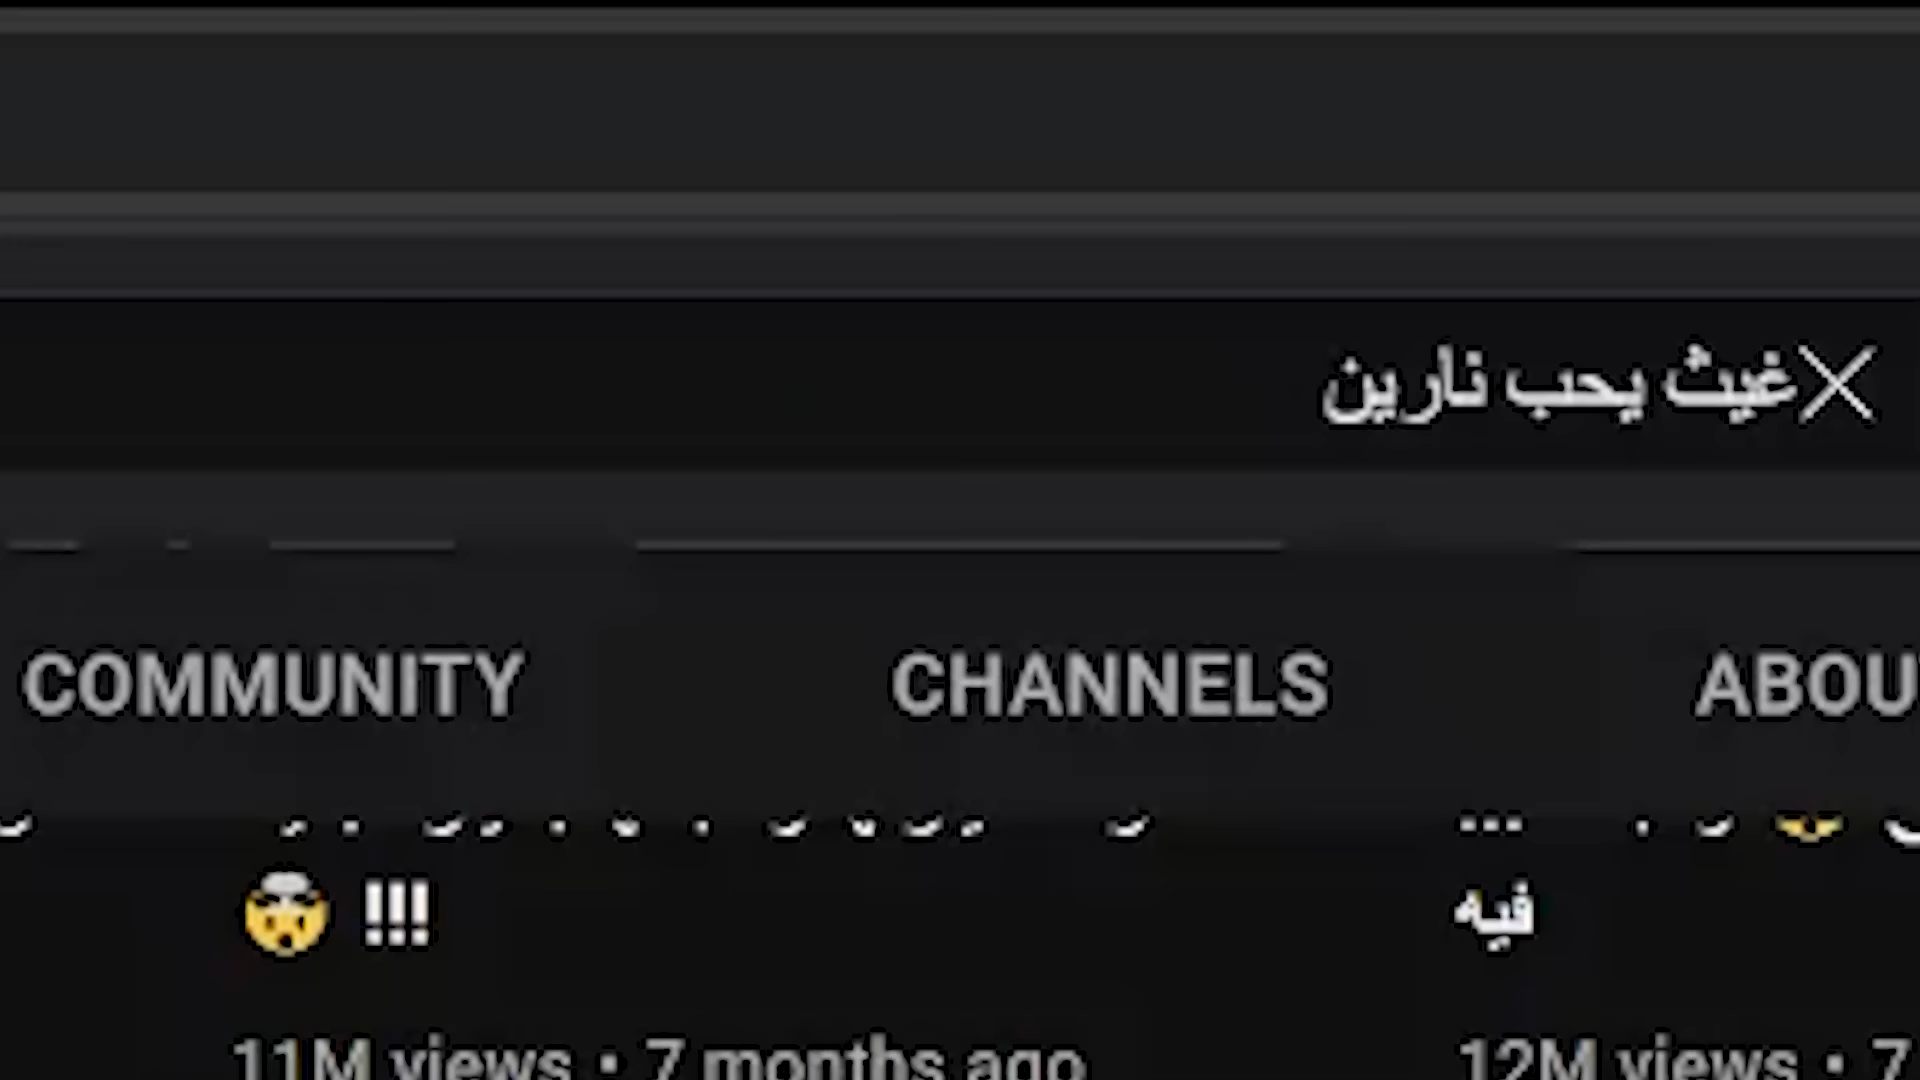 غيث يحب نارين
COMMUNITY CHANNELS ABOU
🤯 !!!
فيه
11M views • 7 months ago
12M views • 7